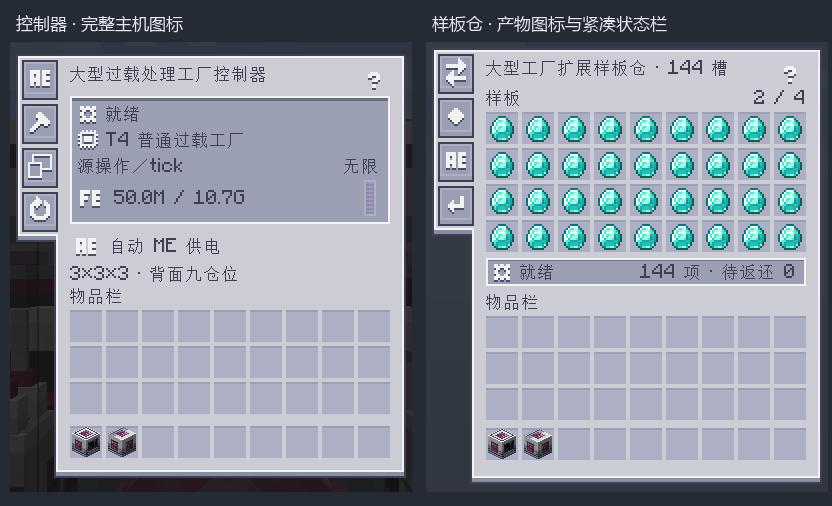 控制器 · 完整主机图标
AE
大型过载处理工厂控制器
?
就绪
T4 普通过载工厂
源操作／tick 无限
FE 50.0M / 10.7G
AE 自动 ME 供电
3×3×3 · 背面九仓位
物品栏
样板仓 · 产物图标与紧凑状态栏
大型工厂扩展样板仓 · 144 槽
?
样板 2 / 4
AE
就绪 144 项 · 待返还 0
物品栏